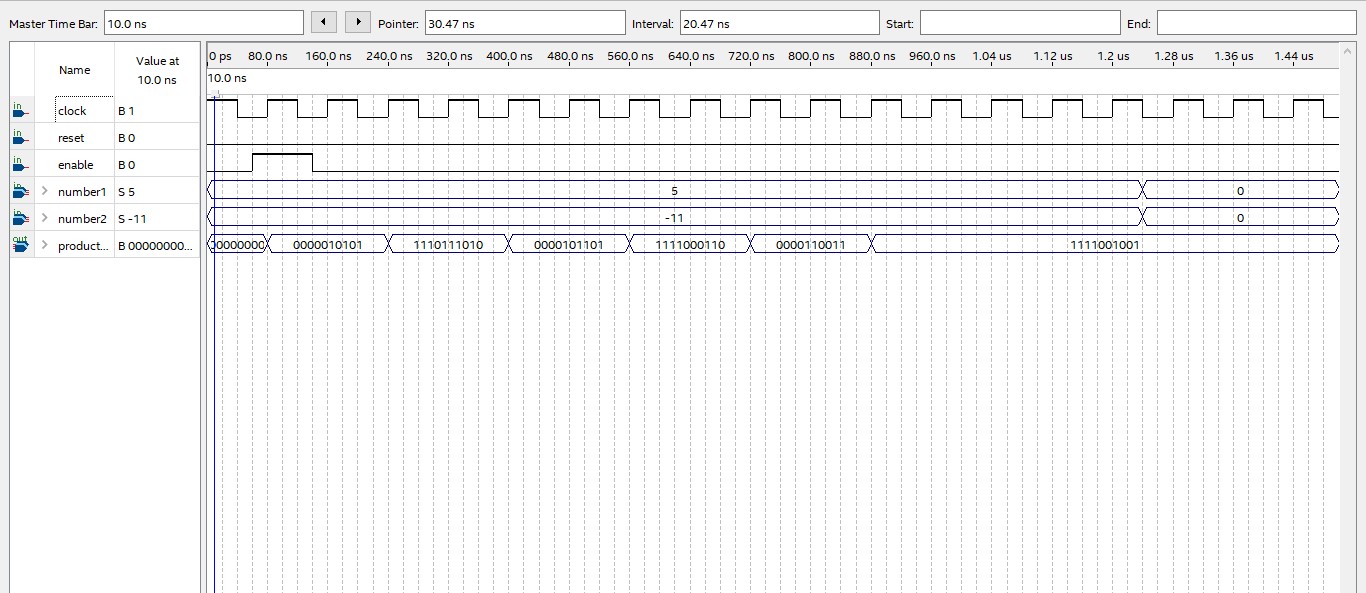 Master Time Bar: 10.0 ns Pointer: 30.47 ns Interval: 20.47 ns Start: End:
Name Value at 10.0 ns
0 ps 80.0 ns 160.0 ns 240.0 ns 320.0 ns 400.0 ns 480.0 ns 560.0 ns 640.0 ns 720.0 ns 800.0 ns 880.0 ns 960.0 ns 1.04 us 1.12 us 1.2 us 1.28 us 1.36 us 1.44 us
10.0 ns
in clock B 1
in reset B 0
in enable B 0
in number1 S 5 5 0
in number2 S -11 -11 0
out product... B 00000000... 00000000 0000010101 1110111010 0000101101 1111000110 0000110011 1111001001